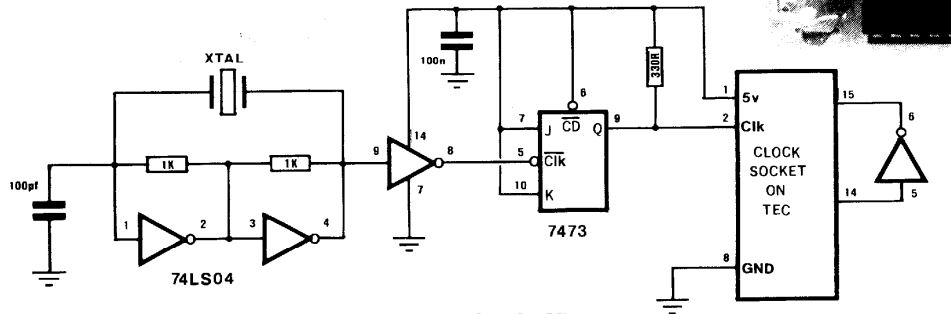 XTAL
1K
1K
100pf
1
2
3
4
74LS04
9
14
8
7
100n
6
7
J
CD
Q
9
5
Clk
10
K
7473
330R
1
5v
2
Clk
CLOCK
SOCKET
ON
TEC
8
GND
15
14
6
5